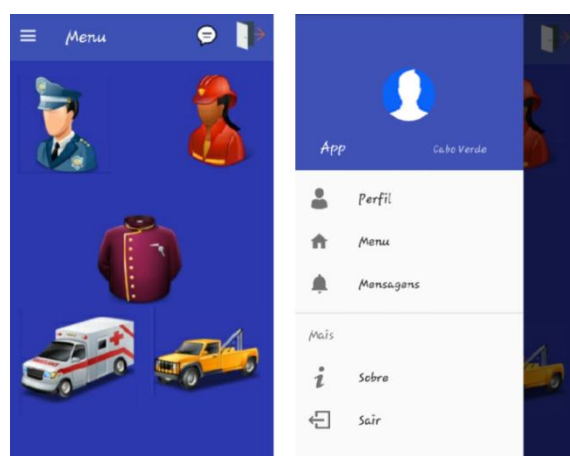 Menu
App
Cabo Verde
Perfil
Menu
Mensagens
Mais
Sobre
Sair